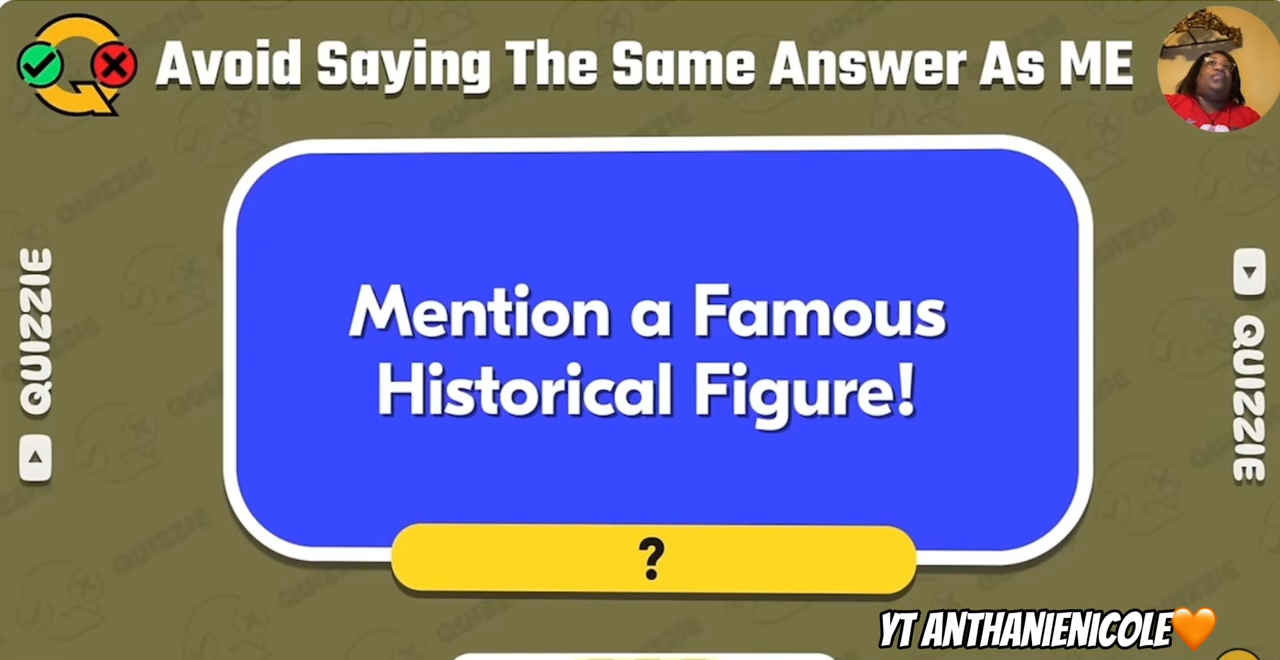 Avoid Saying The Same Answer As ME
QUIZZIE
Mention a Famous
Historical Figure!
?
QUIZZIE
YT ANTHANIENICOLE🧡